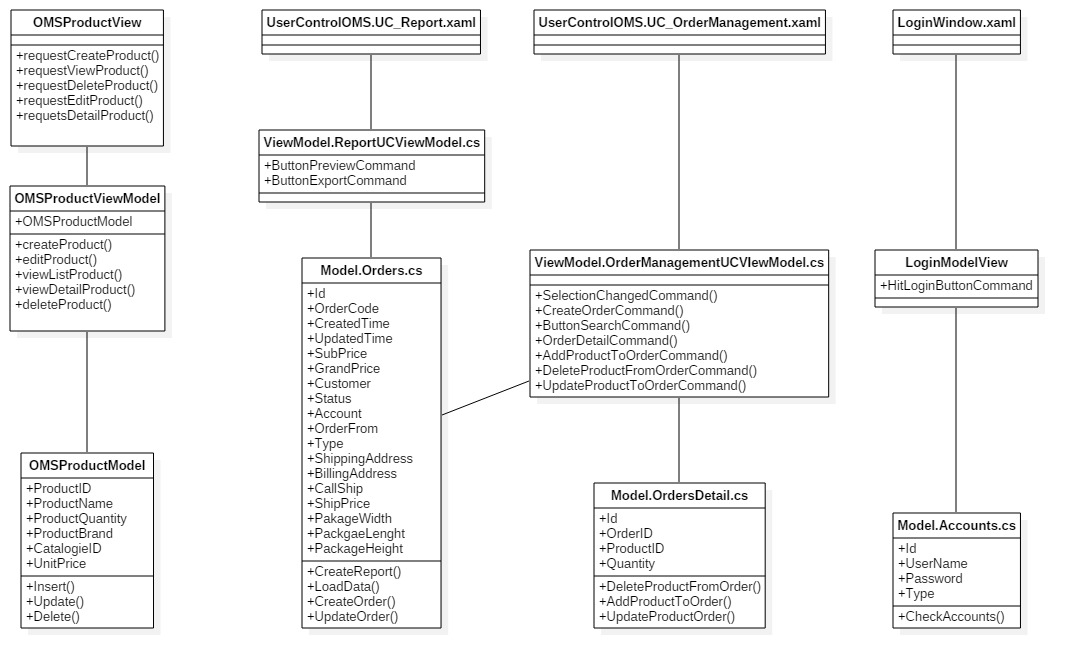 OMSProductView
+requestCreateProduct()
+requestViewProduct()
+requestDeleteProduct()
+requestEditProduct()
+requetsDetailProduct()
OMSProductViewModel
+OMSProductModel
+createProduct()
+editProduct()
+viewListProduct()
+viewDetailProduct()
+deleteProduct()
OMSProductModel
+ProductID
+ProductName
+ProductQuantity
+ProductBrand
+CatalogieID
+UnitPrice
+Insert()
+Update()
+Delete()
UserControlOMS.UC_Report.xaml
ViewModel.ReportUCViewModel.cs
+ButtonPreviewCommand
+ButtonExportCommand
Model.Orders.cs
+Id
+OrderCode
+CreatedTime
+UpdatedTime
+SubPrice
+GrandPrice
+Customer
+Status
+Account
+OrderFrom
+Type
+ShippingAddress
+BillingAddress
+CallShip
+ShipPrice
+PakageWidth
+PackgaeLenght
+PackageHeight
+CreateReport()
+LoadData()
+CreateOrder()
+UpdateOrder()
UserControlOMS.UC_OrderManagement.xaml
ViewModel.OrderManagementUCVIewModel.cs
+SelectionChangedCommand()
+CreateOrderCommand()
+ButtonSearchCommand()
+OrderDetailCommand()
+AddProductToOrderCommand()
+DeleteProductFromOrderCommand()
+UpdateProductToOrderCommand()
Model.OrdersDetail.cs
+Id
+OrderID
+ProductID
+Quantity
+DeleteProductFromOrder()
+AddProductToOrder()
+UpdateProductOrder()
LoginWindow.xaml
LoginModelView
+HitLoginButtonCommand
Model.Accounts.cs
+Id
+UserName
+Password
+Type
+CheckAccounts()